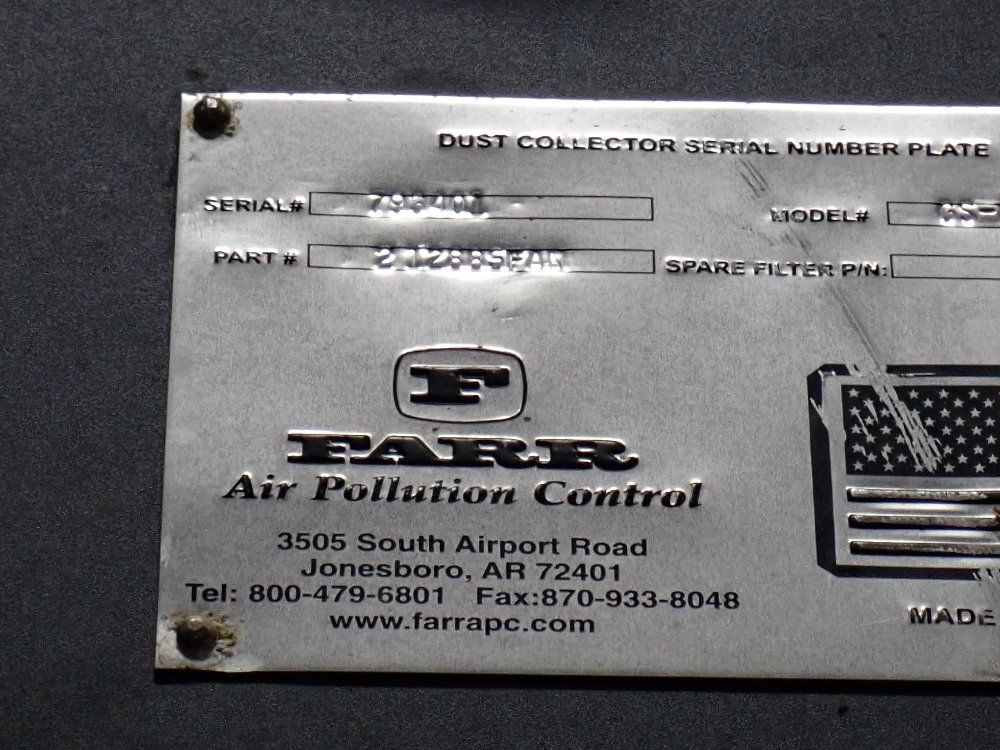 DUST COLLECTOR SERIAL NUMBER PLATE
SERIAL#
MODEL# GS-
PART #
SPARE FILTER P/N:
F
FARR
Air Pollution Control
3505 South Airport Road
Jonesboro, AR 72401
Tel: 800-479-6801 Fax:870-933-8048
www.farrapc.com
MADE